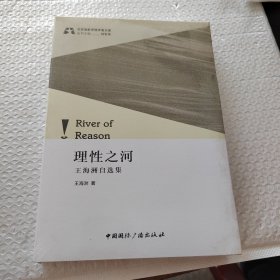 River of
Reason
理性之河
王海洲自选集
王海洲 著
中国国际广播出版社